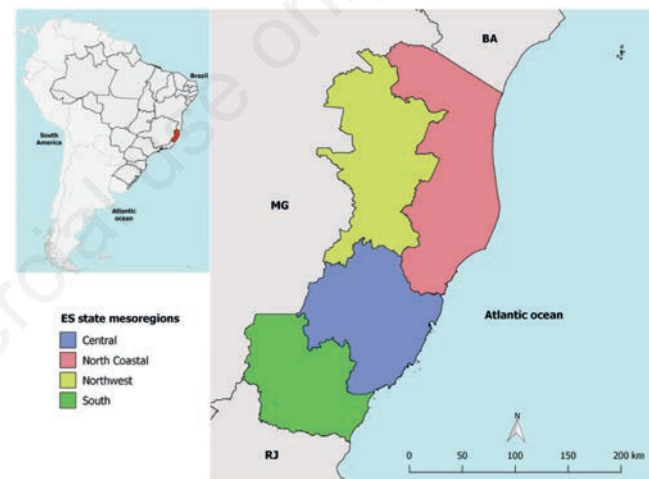 Brazil
South
America
Atlantic
ocean
BA
MG
ES state mesoregions
Central
North Coastal
Northwest
South
Atlantic ocean
RJ
N
0 50 100 150 200 km